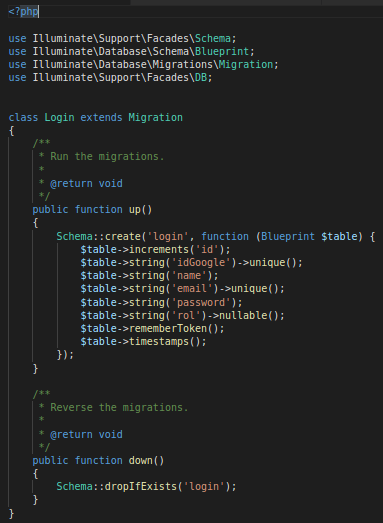 <?php
use Illuminate\Support\Facades\Schema;
use Illuminate\Database\Schema\Blueprint;
use Illuminate\Database\Migrations\Migration;
use Illuminate\Support\Facades\DB;
class Login extends Migration
{
/**
* Run the migrations.
*
* @return void
*/
public function up()
{
Schema::create('login', function (Blueprint $table) {
$table->increments('id');
$table->string('idGoogle')->unique();
$table->string('name');
$table->string('email')->unique();
$table->string('password');
$table->string('rol')->nullable();
$table->rememberToken();
$table->timestamps();
});
}
/**
* Reverse the migrations.
*
* @return void
*/
public function down()
{
Schema::dropIfExists('login');
}
}